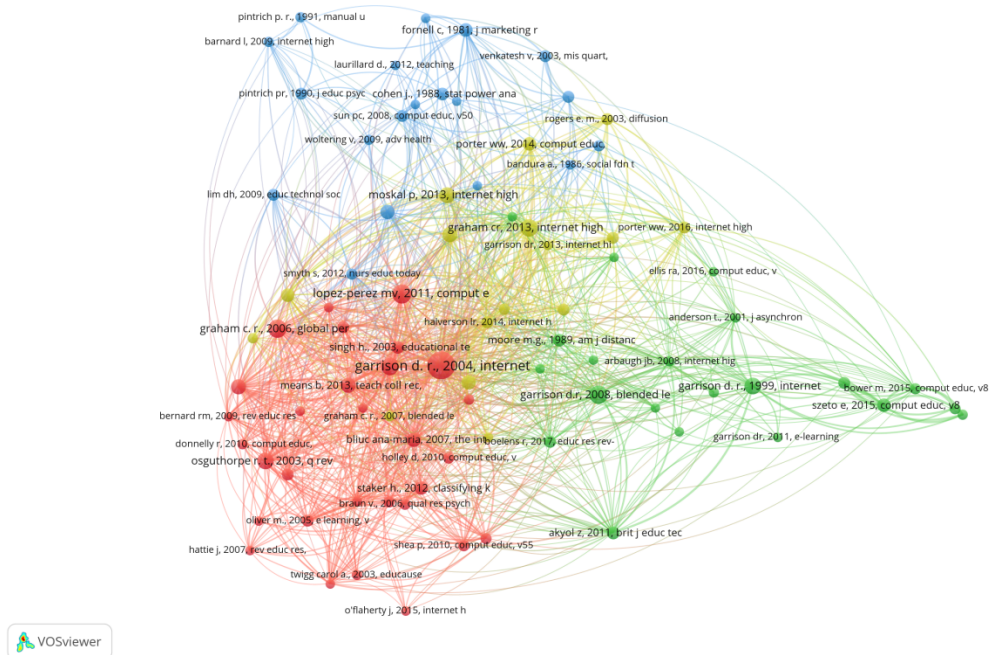 pintrich p. r., 1991, manual u
fornell c, 1981, j marketing r
barnard l, 2009, internet high
venkatesh v, 2003, mis quart,
laurillard d., 2012, teaching
pintrich pr, 1990, j educ psyc
cohen j., 1988, stat power ana
sun pc, 2008, comput educ, v50
rogers e. m., 2003, diffusion
woltering v, 2009, adv health
porter ww, 2014, comput educ,
bandura a., 1986, social fdn t
lim dh, 2009, educ technol soc
moskal p, 2013, internet high
graham cr, 2013, internet high
porter ww, 2016, internet high
garrison dr, 2013, internet hi
smyth s, 2012, nurs educ today
ellis ra, 2016, comput educ, v
lopez-perez mv, 2011, comput e
anderson t., 2001, j asynchron
halverson lr, 2014, internet h
graham c. r., 2006, global per
moore m.g., 1989, am j distanc
singh h., 2003, educational te
arbaugh jb, 2008, internet hig
garrison d. r., 2004, internet
means b, 2013, teach coll rec,
garrison d. r., 1999, internet
bower m, 2015, comput educ, v8
garrison d.r, 2008, blended le
szeto e, 2015, comput educ, v8
bernard rm, 2009, rev educ res
graham c. r., 2007, blended le
garrison dr, 2011, e-learning
donnelly r, 2010, comput educ,
bliuc ana-maria, 2007, the int
boelens r, 2017, educ res rev-
osguthorpe r. t., 2003, q rev
holley d, 2010, comput educ, v
staker h., 2012, classifying k
braun v., 2006, qual res psych
oliver m., 2005, e learning, v
akyol z, 2011, brit j educ tec
hattie j, 2007, rev educ res,
shea p, 2010, comput educ, v55
twigg carol a., 2003, educause
o'flaherty j, 2015, internet h
VOSviewer